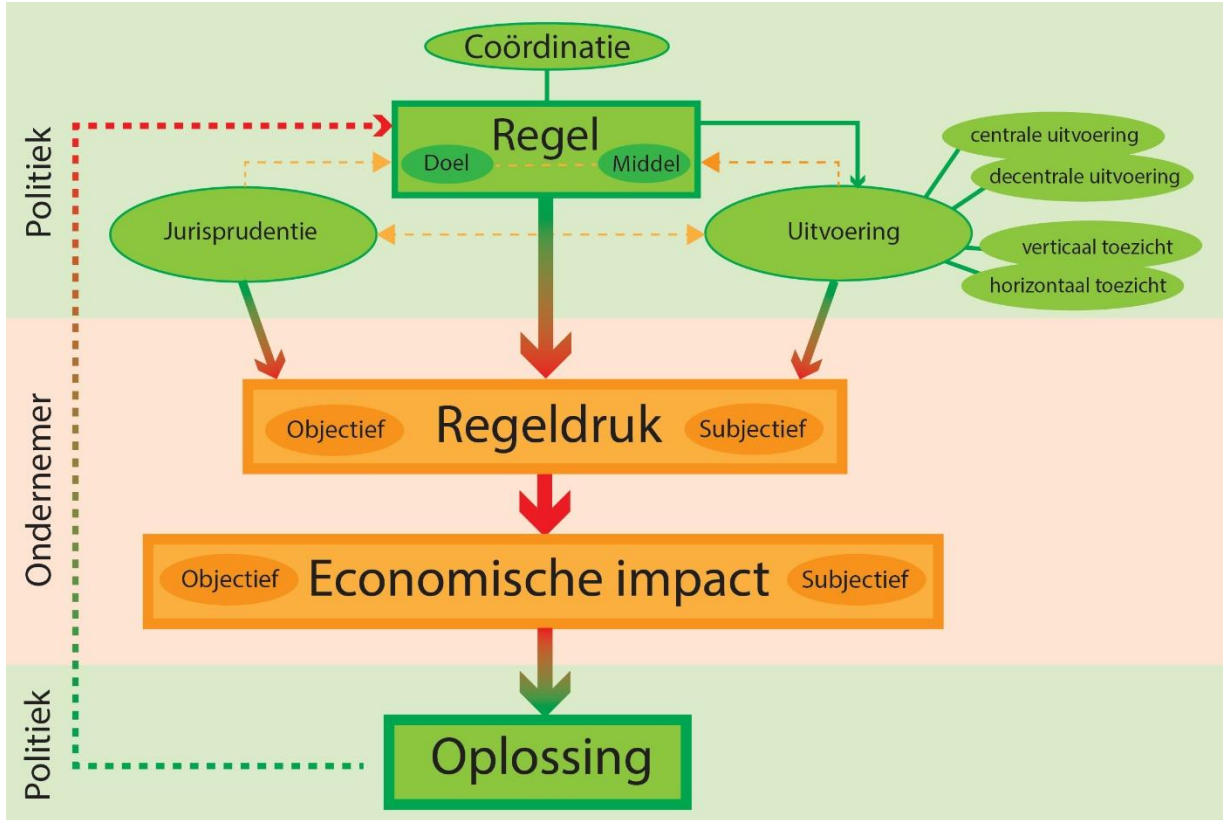 Coördinatie
Politiek
Regel
Doel
Middel
centrale uitvoering
decentrale uitvoering
Jurisprudentie
Uitvoering
verticaal toezicht
horizontaal toezicht
Ondernemer
Objectief
Regeldruk
Subjectief
Objectief
Economische impact
Subjectief
Politiek
Oplossing